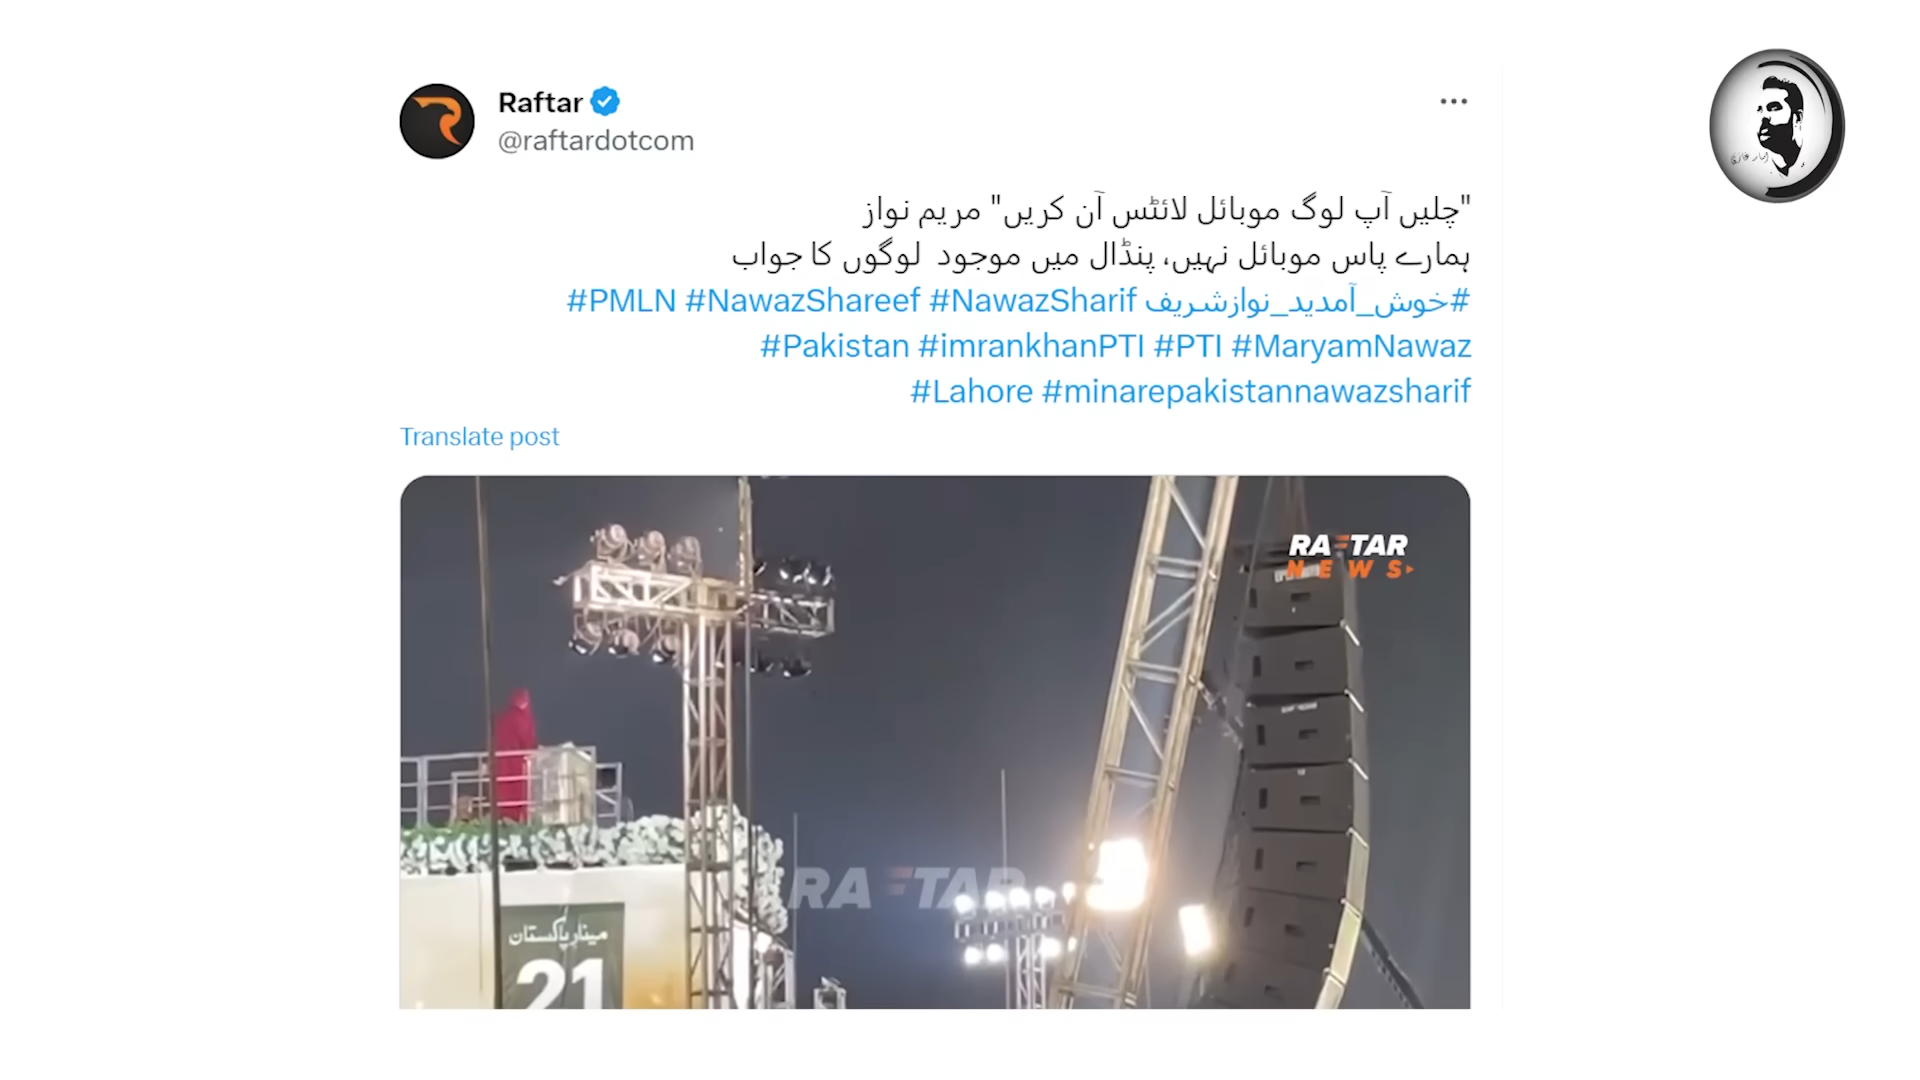 Raftar
@raftardotcom
"چلیں آپ لوگ موبائل لائٹس آن کریں" مریم نواز
ہمارے پاس موبائل نہیں، پنڈال میں موجود لوگوں کا جواب
#خوش_آمدید_نوازشریف #NawazSharif #NawazShareef #PMLN
#Pakistan #imrankhanPTI #PTI #MaryamNawaz
#Lahore #minarepakistannawazsharif
Translate post
RAFTAR
NEWS
RAFTAR
مینارِ پاکستان
21